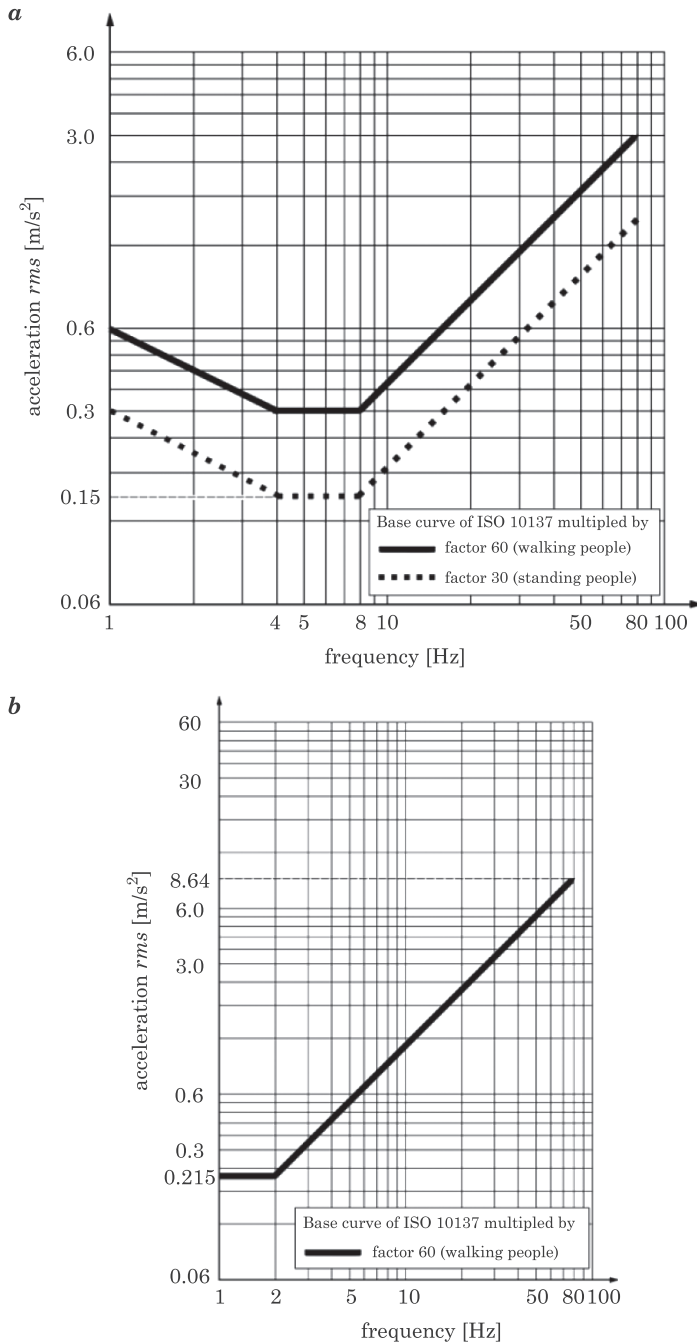 a
6.0
3.0
0.6
0.3
0.15
0.06
acceleration rms [m/s²]
Base curve of ISO 10137 multipled by
factor 60 (walking people)
factor 30 (standing people)
1 4 5 8 10 50 80 100
frequency [Hz]
b
60
30
8.64
6.0
3.0
0.6
0.3
0.215
0.06
acceleration rms [m/s²]
Base curve of ISO 10137 multipled by
factor 60 (walking people)
1 2 5 10 50 80 100
frequency [Hz]